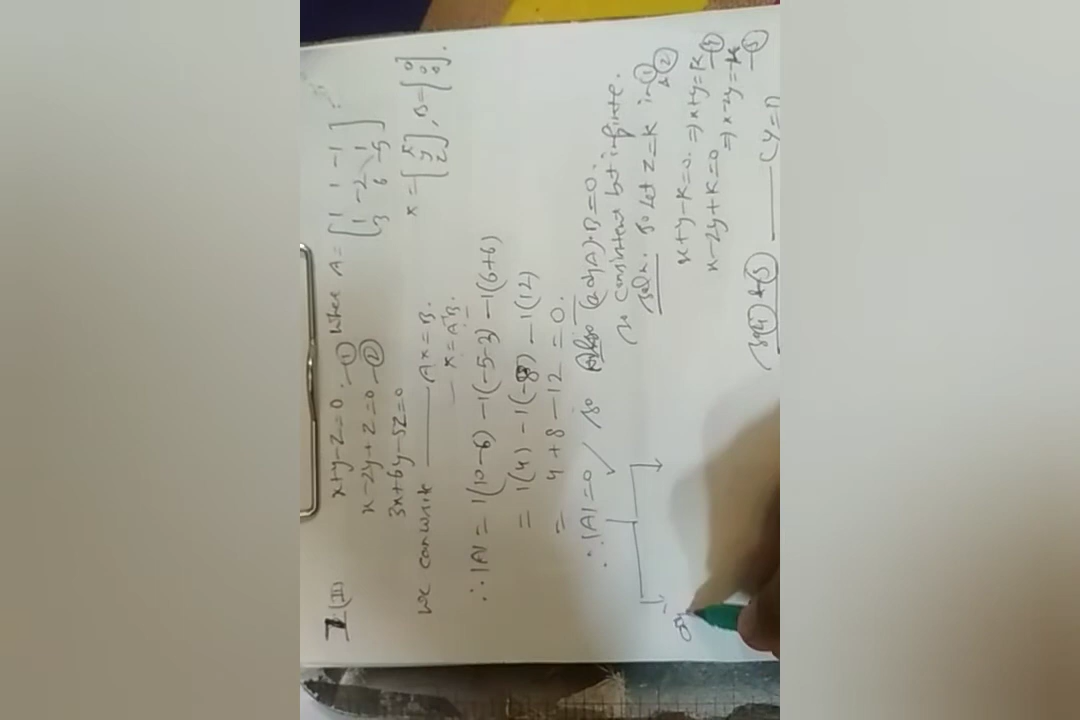 1 (II) x+y-z=0. —① where A = [1 1 -1
1 -2 1
3 6 -5]
x-2y+z=0 —②
3x+6y-5z=0
x = [x
y
z], B = [0
0
0].
we can write ——— Ax=B.
— x = A⁻¹B.
∴ |A| = 1(10-6) -1(-5-3) -1(6+6)
= 1(4) -1(-8) -1(12)
= 4+8-12=0.
∴ |A|=0 so Also (adjA)·B=0.
so consistent but infinite
soln. so let z=k in ① & ②
x+y-k=0. ⇒ x+y=k —④
x-2y+k=0 ⇒ x-2y=-k —⑤
④ & ⑤